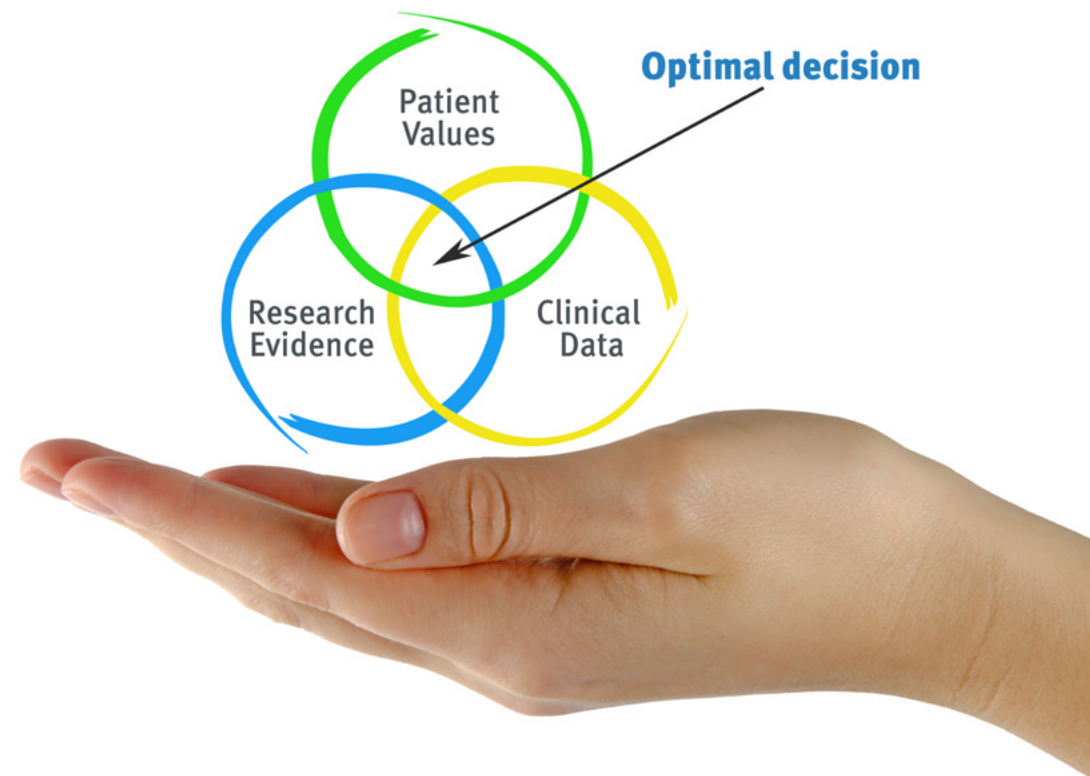 Optimal decision
Patient
Values
Research
Evidence
Clinical
Data